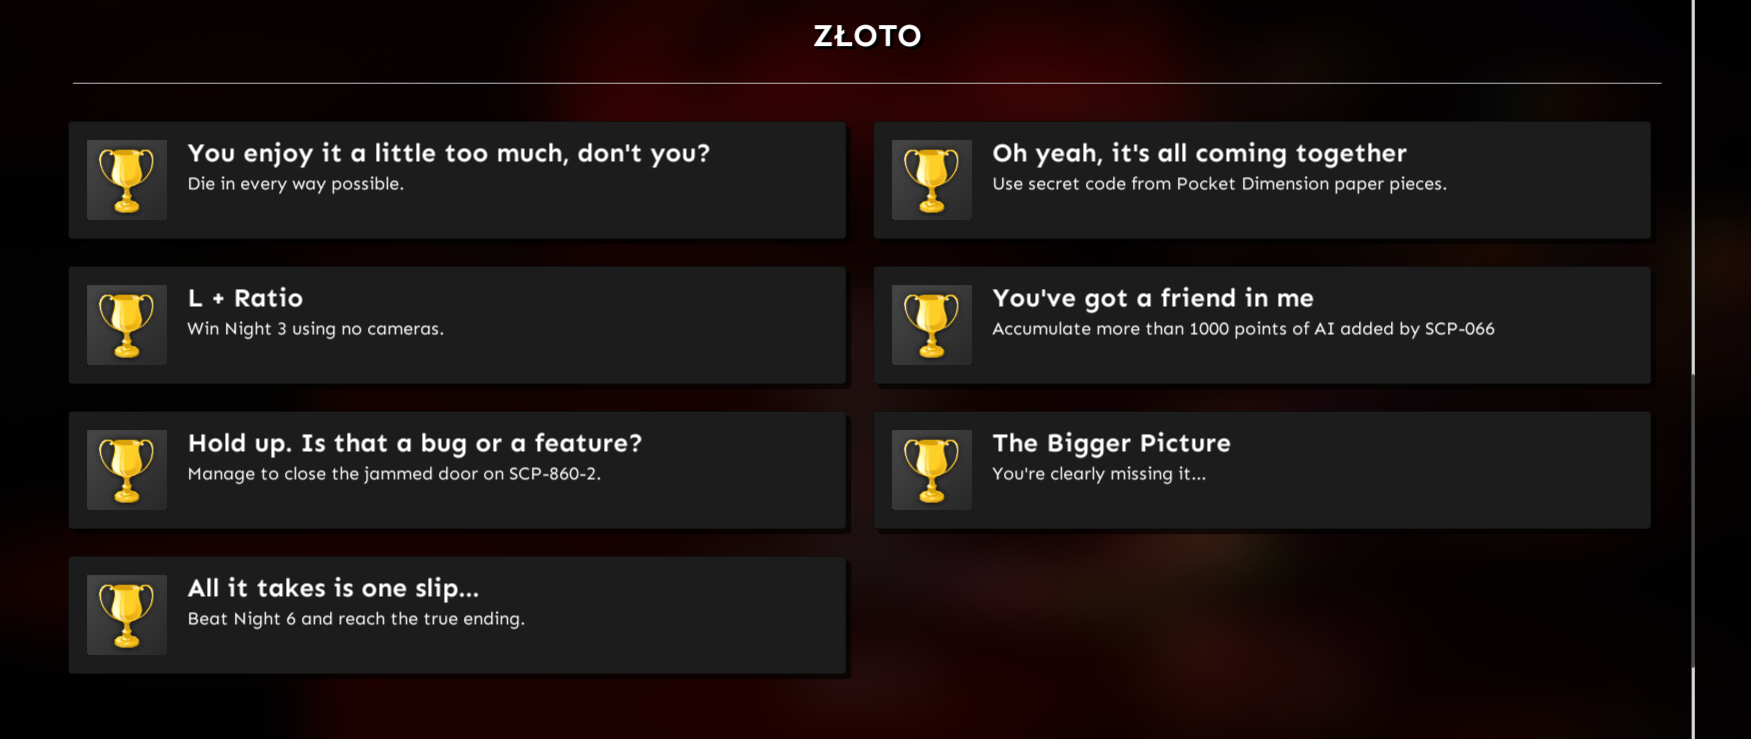 ZŁOTO
You enjoy it a little too much, don't you?
Die in every way possible.
Oh yeah, it's all coming together
Use secret code from Pocket Dimension paper pieces.
L + Ratio
Win Night 3 using no cameras.
You've got a friend in me
Accumulate more than 1000 points of AI added by SCP-066
Hold up. Is that a bug or a feature?
Manage to close the jammed door on SCP-860-2.
The Bigger Picture
You're clearly missing it...
All it takes is one slip...
Beat Night 6 and reach the true ending.